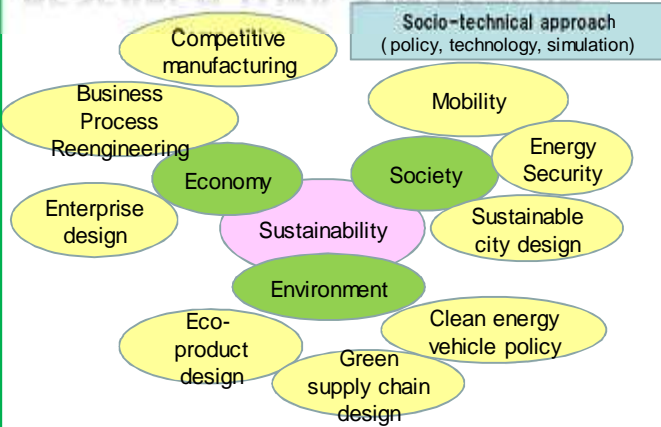 Socio-technical approach
( policy, technology, simulation)
Competitive
manufacturing
Mobility
Business
Process
Reengineering
Energy
Security
Economy
Society
Enterprise
design
Sustainability
Sustainable
city design
Environment
Eco-
product
design
Clean energy
vehicle policy
Green
supply chain
design